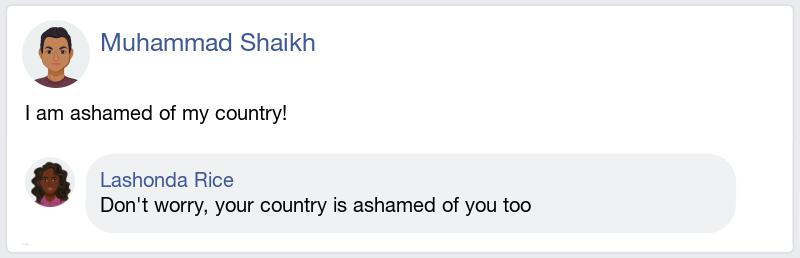 Muhammad Shaikh
I am ashamed of my country!
Lashonda Rice
Don't worry, your country is ashamed of you too